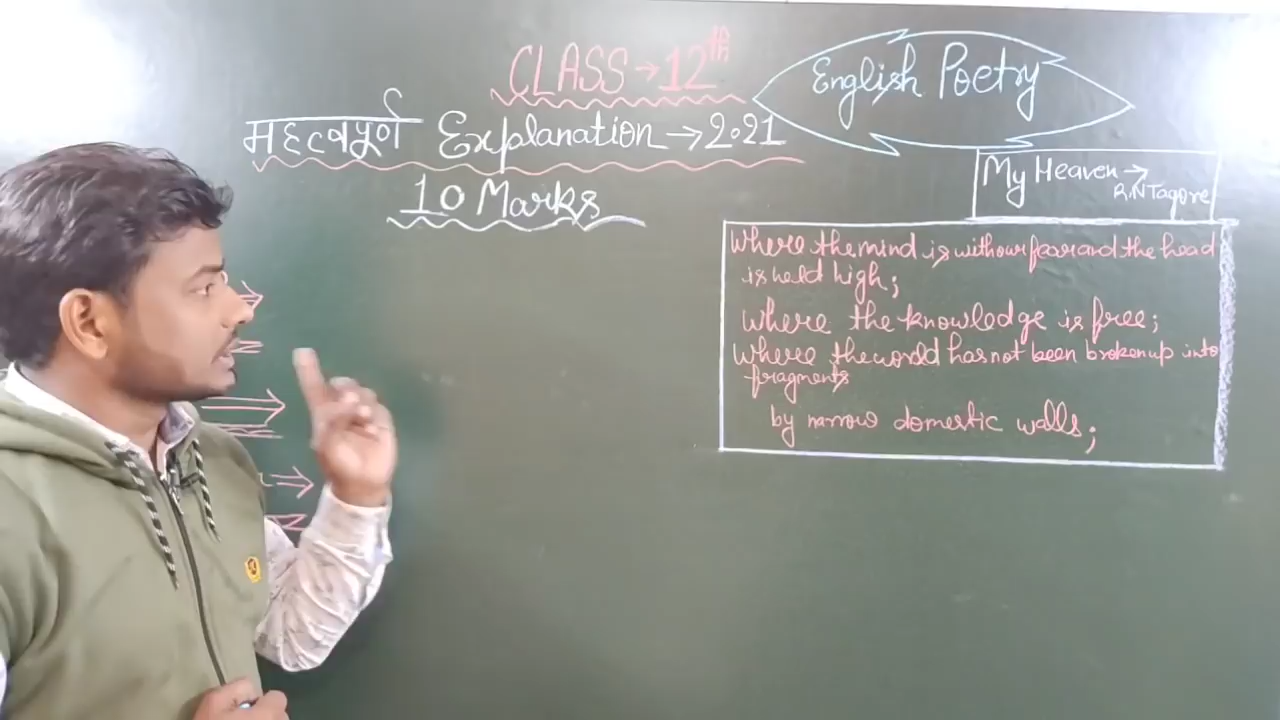 CLASS → 12th
English Poetry
महत्वपूर्ण Explanation → 2021
10 Marks
My Heaven →
R.N Tagore
Where the mind is without fear and the head
is held high;
Where the knowledge is free;
Where the world has not been broken up into
fragments
by narrow domestic walls;